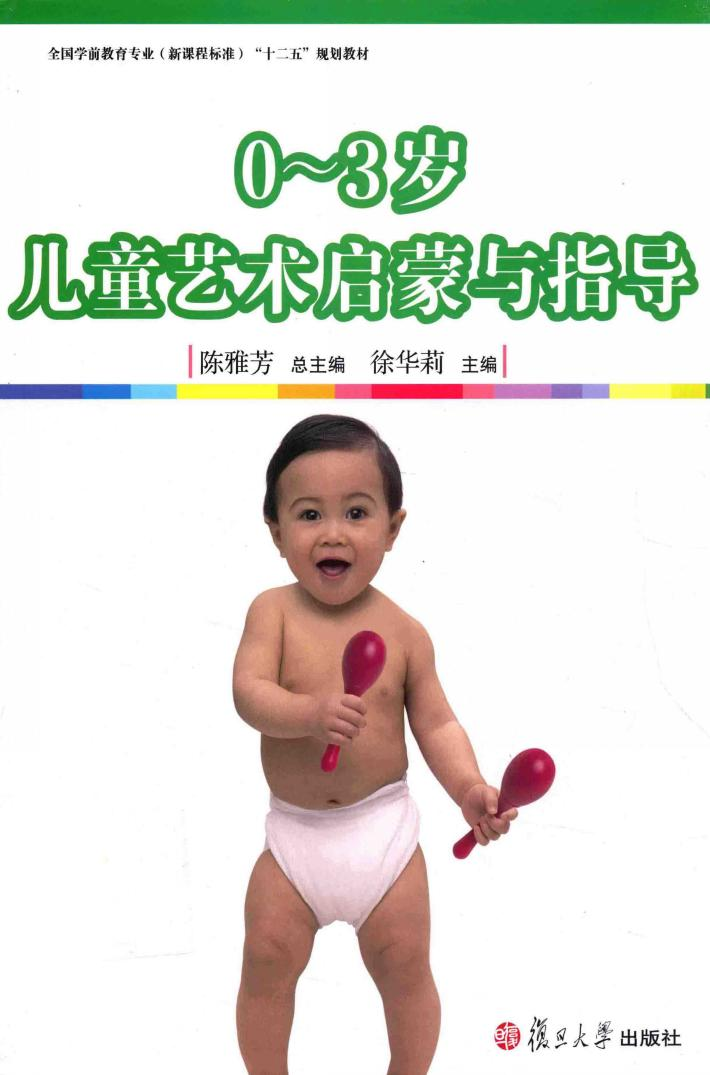 全国学前教育专业（新课程标准）“十二五”规划教材
0～3岁
儿童艺术启蒙与指导
陈雅芳 总主编 徐华莉 主编
復旦大學出版社